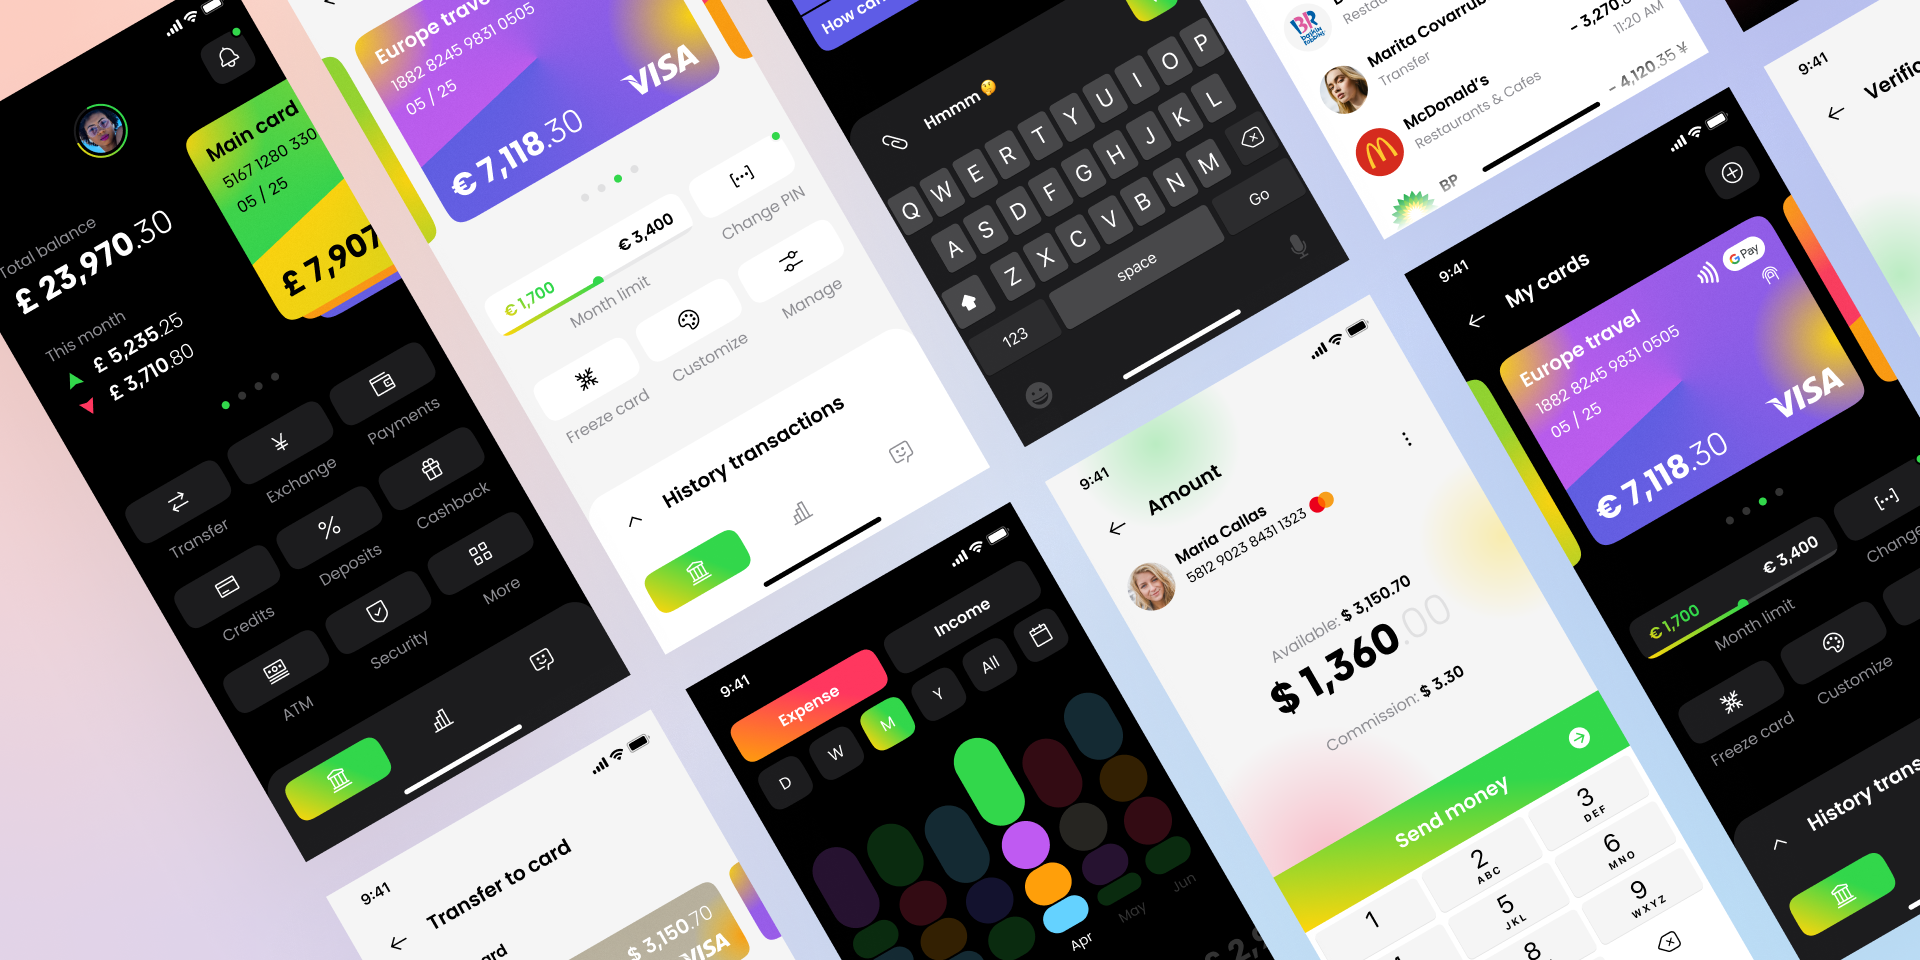 Total balance
£ 23,970.30
This month
£ 5,235.25
£ 3,710.80
Main card
5167 1280 330
05 / 25
£ 7,907
Transfer
Exchange
Payments
Credits
Deposits
Cashback
ATM
Security
More
Europe travel
1882 8245 9831 0505
05 / 25
VISA
€ 7,118.30
€ 1,700
€ 3,400
Month limit
Change PIN
Freeze card
Customize
Manage
History transactions
9:41
Transfer to card
$ 3,150.70
VISA
How can
Hmmm 🤔
Q W E R T Y U I O P
A S D F G H J K L
Z X C V B N M
123
space
Go
9:41
Expense
Income
D
W
M
Y
All
Apr
May
Jun
BR
baskin
robbins
Marita Covarrub
Transfer
11:20 AM
McDonald's
Restaurants & Cafes
- 4,120.35 ¥
BP
9:41
Amount
Maria Callas
5812 9023 8431 1323
Available: $ 3,150.70
$ 1,360.00
Commission: $ 3.30
Send money
1
2
ABC
3
DEF
5
JKL
6
MNO
8
9
WXYZ
9:41
My cards
G Pay
Europe travel
1882 8245 9831 0505
05 / 25
VISA
€ 7,118.30
€ 1,700
€ 3,400
Month limit
Change
Freeze card
Customize
History trans
9:41
Verific